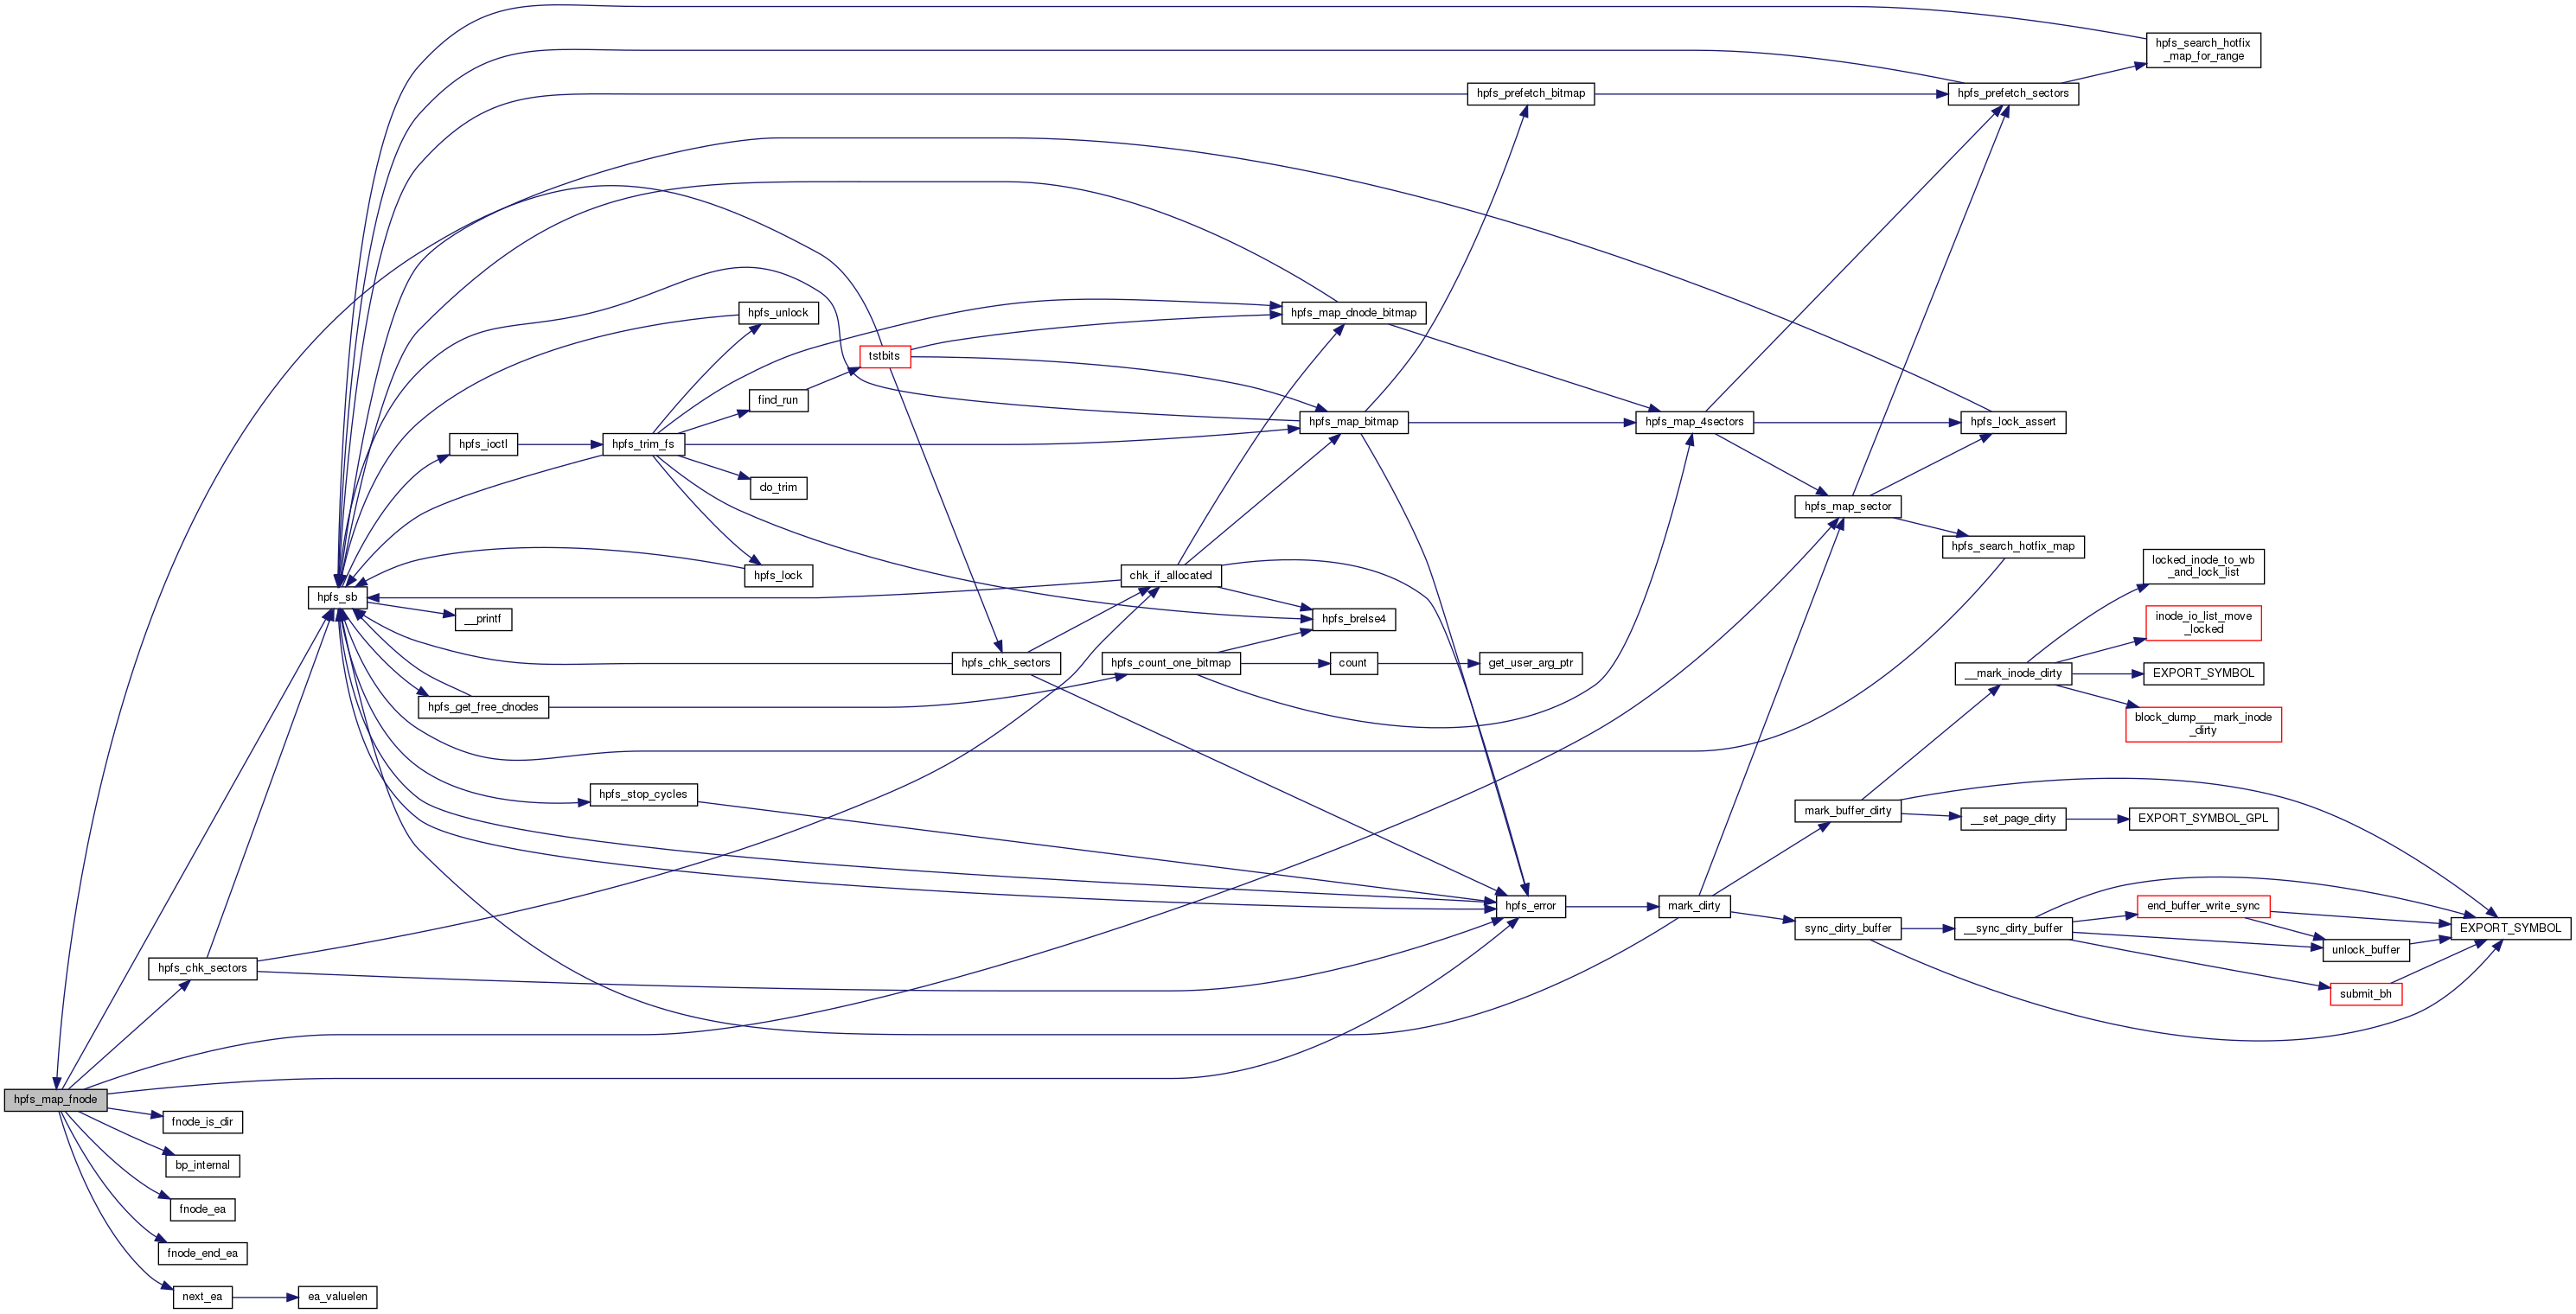 hpfs_search_hotfix
_map_for_range
hpfs_prefetch_bitmap
hpfs_prefetch_sectors
hpfs_unlock
hpfs_map_dnode_bitmap
tstbits
find_run
hpfs_map_bitmap
hpfs_map_4sectors
hpfs_lock_assert
hpfs_ioctl
hpfs_trim_fs
do_trim
hpfs_map_sector
hpfs_search_hotfix_map
hpfs_lock
chk_if_allocated
locked_inode_to_wb
_and_lock_list
hpfs_sb
__printf
hpfs_brelse4
inode_io_list_move
_locked
hpfs_chk_sectors
hpfs_count_one_bitmap
count
get_user_arg_ptr
__mark_inode_dirty
EXPORT_SYMBOL
hpfs_get_free_dnodes
block_dump___mark_inode
_dirty
hpfs_stop_cycles
mark_buffer_dirty
__set_page_dirty
EXPORT_SYMBOL_GPL
hpfs_error
mark_dirty
sync_dirty_buffer
__sync_dirty_buffer
end_buffer_write_sync
EXPORT_SYMBOL
unlock_buffer
hpfs_chk_sectors
submit_bh
hpfs_map_fnode
fnode_is_dir
bp_internal
fnode_ea
fnode_end_ea
next_ea
ea_valuelen